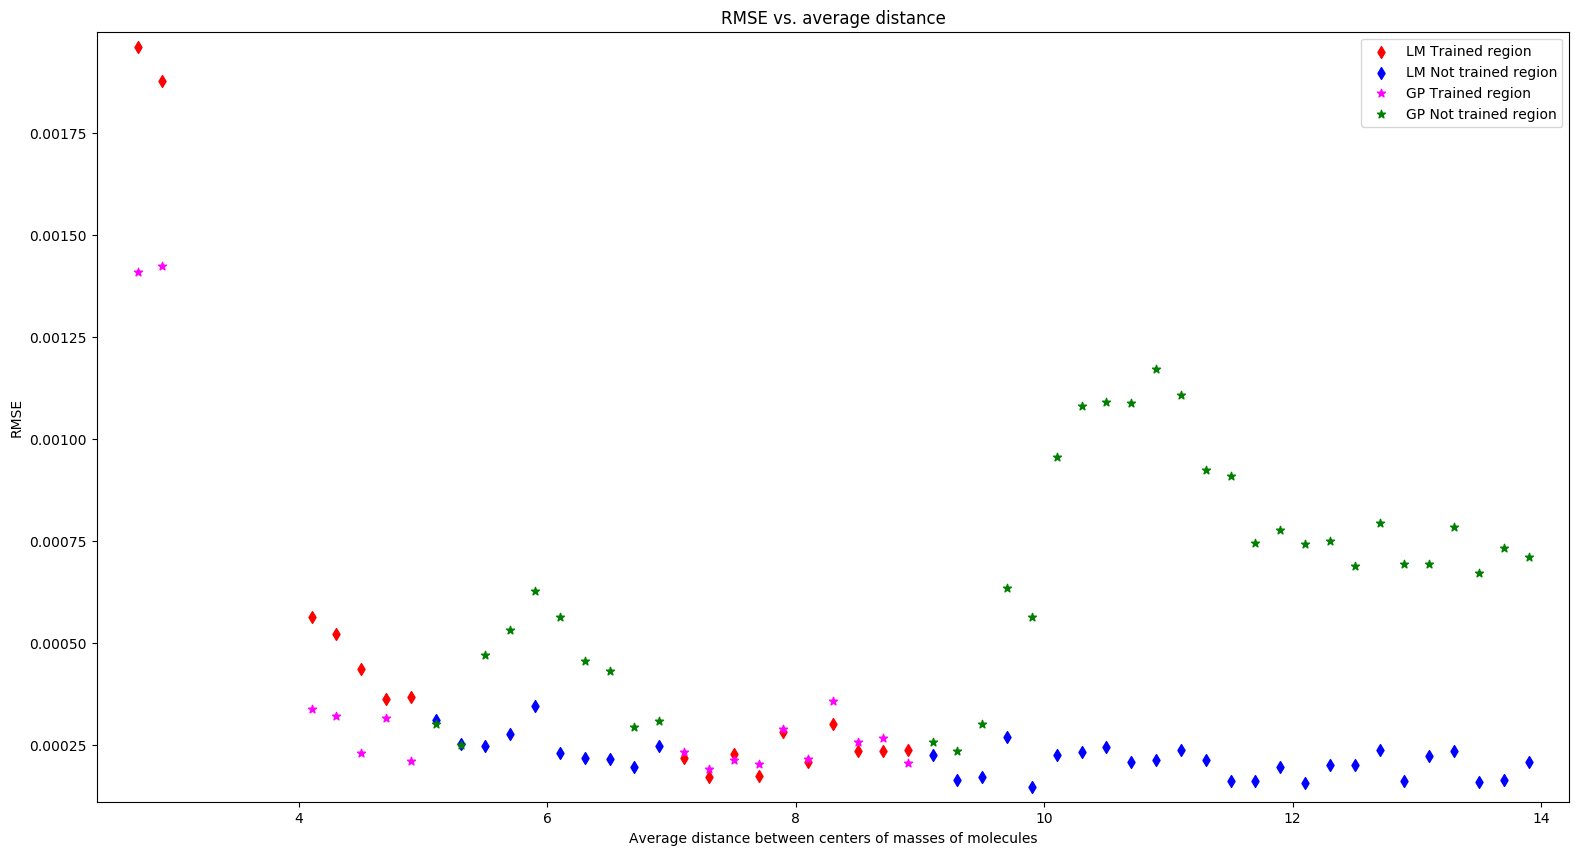 RMSE vs. average distance
LM Trained region
LM Not trained region
GP Trained region
GP Not trained region
0.00175
0.00150
0.00125
0.00100
0.00075
0.00050
0.00025
RMSE
4
6
8
10
12
14
Average distance between centers of masses of molecules